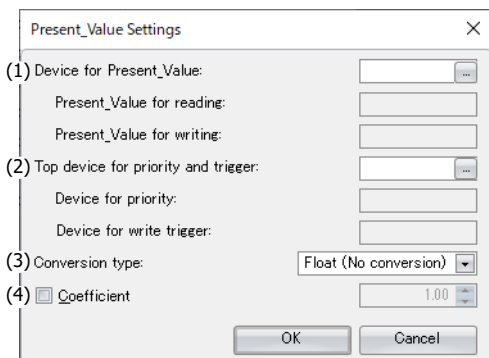 Present_Value Settings
(1) Device for Present_Value:
Present_Value for reading:
Present_Value for writing:
(2) Top device for priority and trigger:
Device for priority:
Device for write trigger:
(3) Conversion type: Float (No conversion)
(4) Coefficient 1.00
OK Cancel